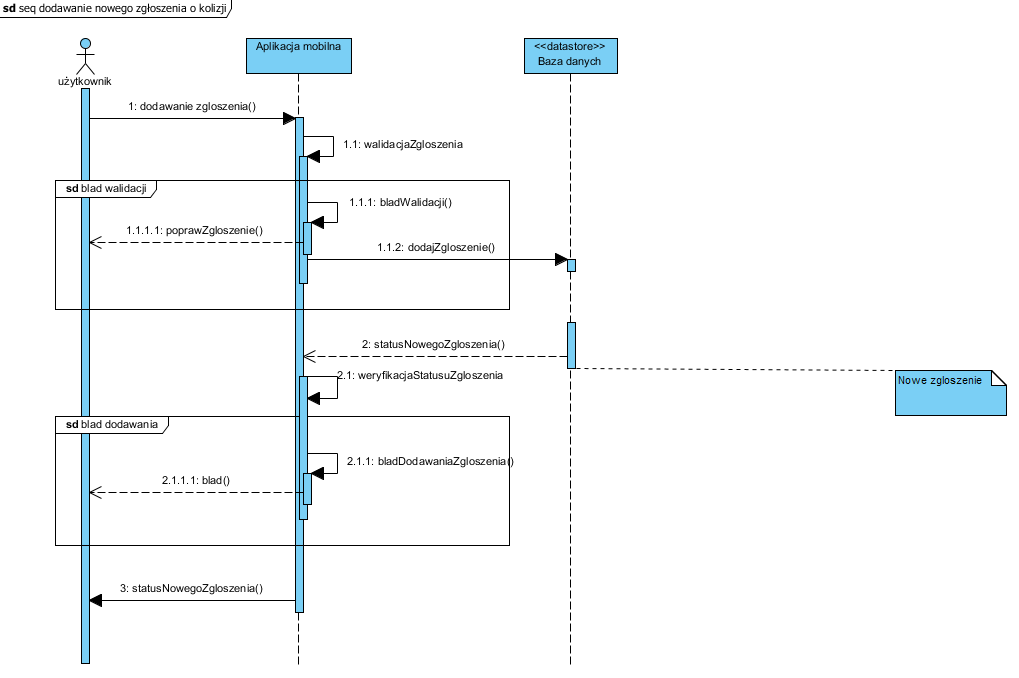 sd seq dodawanie nowego zgłoszenia o kolizji
użytkownik
Aplikacja mobilna
<<datastore>>
Baza danych
1: dodawanie zgloszenia()
1.1: walidacjaZgloszenia
sd blad walidacji
1.1.1: bladWalidacji()
1.1.1.1: poprawZgloszenie()
1.1.2: dodajZgloszenie()
2: statusNowegoZgloszenia()
2.1: weryfikacjaStatusuZgloszenia
Nowe zgloszenie
sd blad dodawania
2.1.1: bladDodawaniaZgloszenia()
2.1.1.1: blad()
3: statusNowegoZgloszenia()